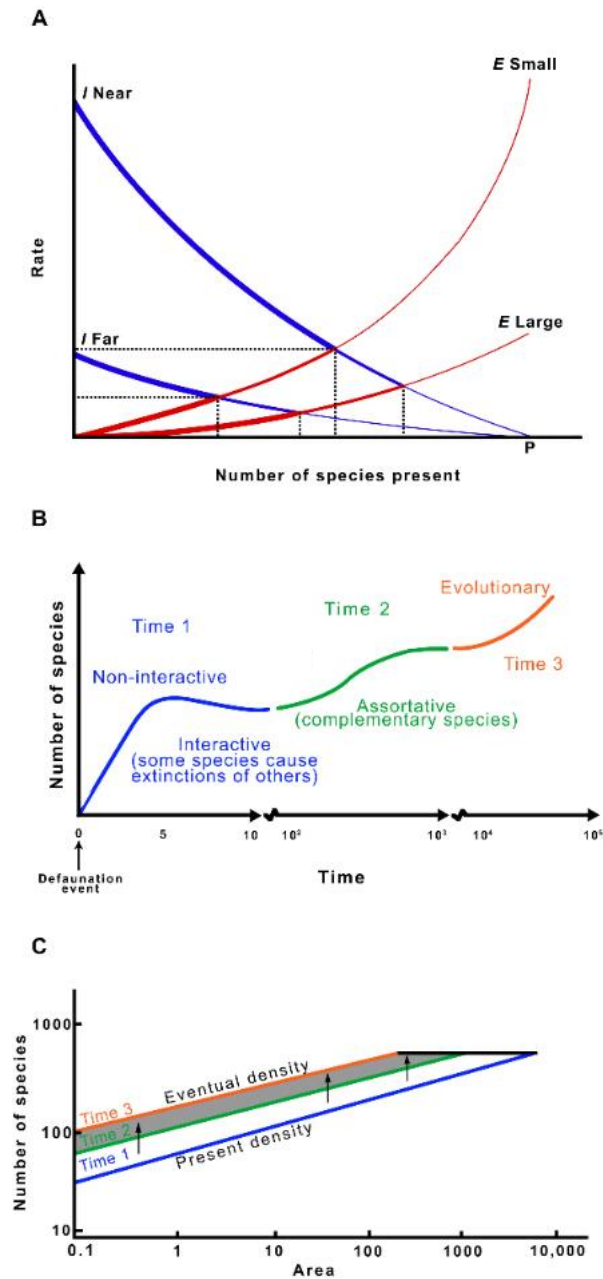 A
I Near
E Small
Rate
I Far
E Large
P
Number of species present
B
Number of species
Time 1
Time 2
Evolutionary
Time 3
Non-interactive
Interactive
(some species cause
extinctions of others)
Assortative
(complementary species)
0
5
10
10²
10³
10⁴
10⁵
Defaunation
event
Time
C
Number of species
1000
100
10
Time 3
Time 2
Time 1
Eventual density
Present density
0.1
1
10
100
1000
10,000
Area